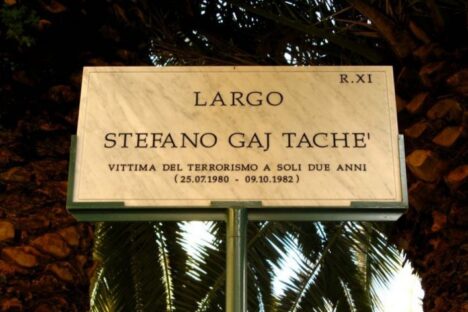 R.XI
LARGO
STEFANO GAJ TACHE'
VITTIMA DEL TERRORISMO A SOLI DUE ANNI
(25.07.1980 - 09.10.1982)